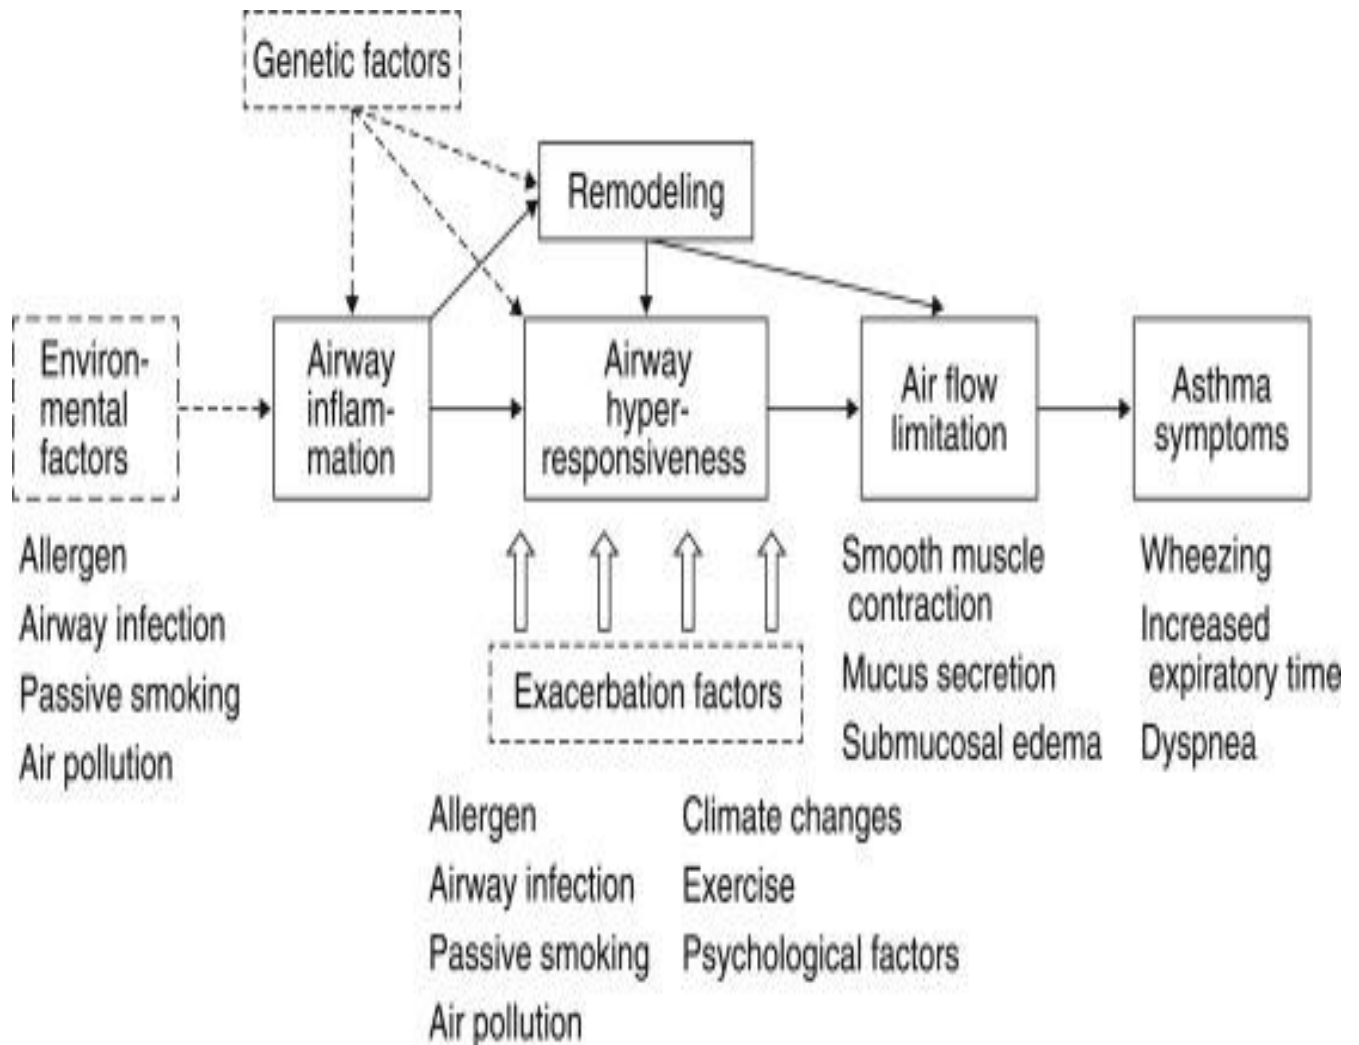 Genetic factors
Remodeling
Environ-
mental
factors
Airway
inflam-
mation
Airway
hyper-
responsiveness
Air flow
limitation
Asthma
symptoms
Allergen
Airway infection
Passive smoking
Air pollution
Exacerbation factors
Allergen
Airway infection
Passive smoking
Air pollution
Climate changes
Exercise
Psychological factors
Smooth muscle
contraction
Mucus secretion
Submucosal edema
Wheezing
Increased
expiratory time
Dyspnea